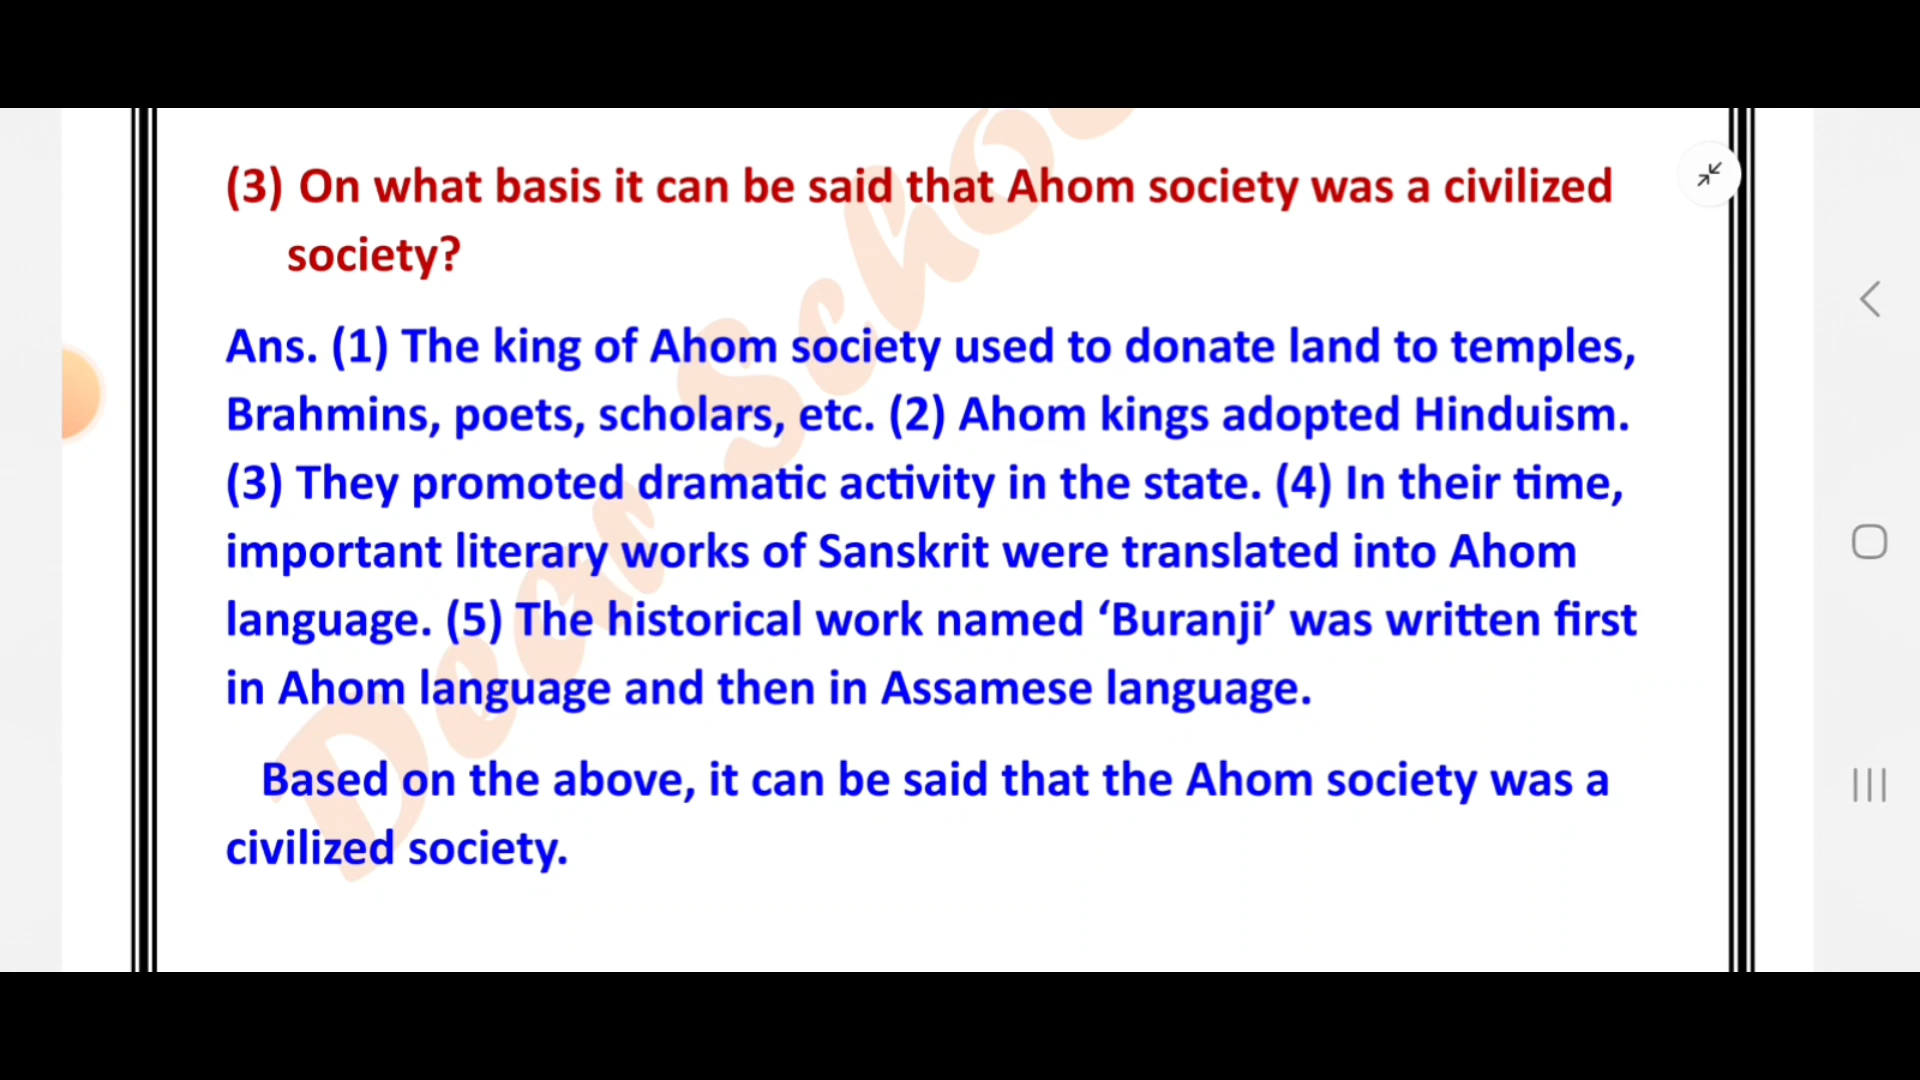 (3) On what basis it can be said that Ahom society was a civilized
society?
Ans. (1) The king of Ahom society used to donate land to temples,
Brahmins, poets, scholars, etc. (2) Ahom kings adopted Hinduism.
(3) They promoted dramatic activity in the state. (4) In their time,
important literary works of Sanskrit were translated into Ahom
language. (5) The historical work named ‘Buranji’ was written first
in Ahom language and then in Assamese language.
Based on the above, it can be said that the Ahom society was a
civilized society.
Dear Schoo